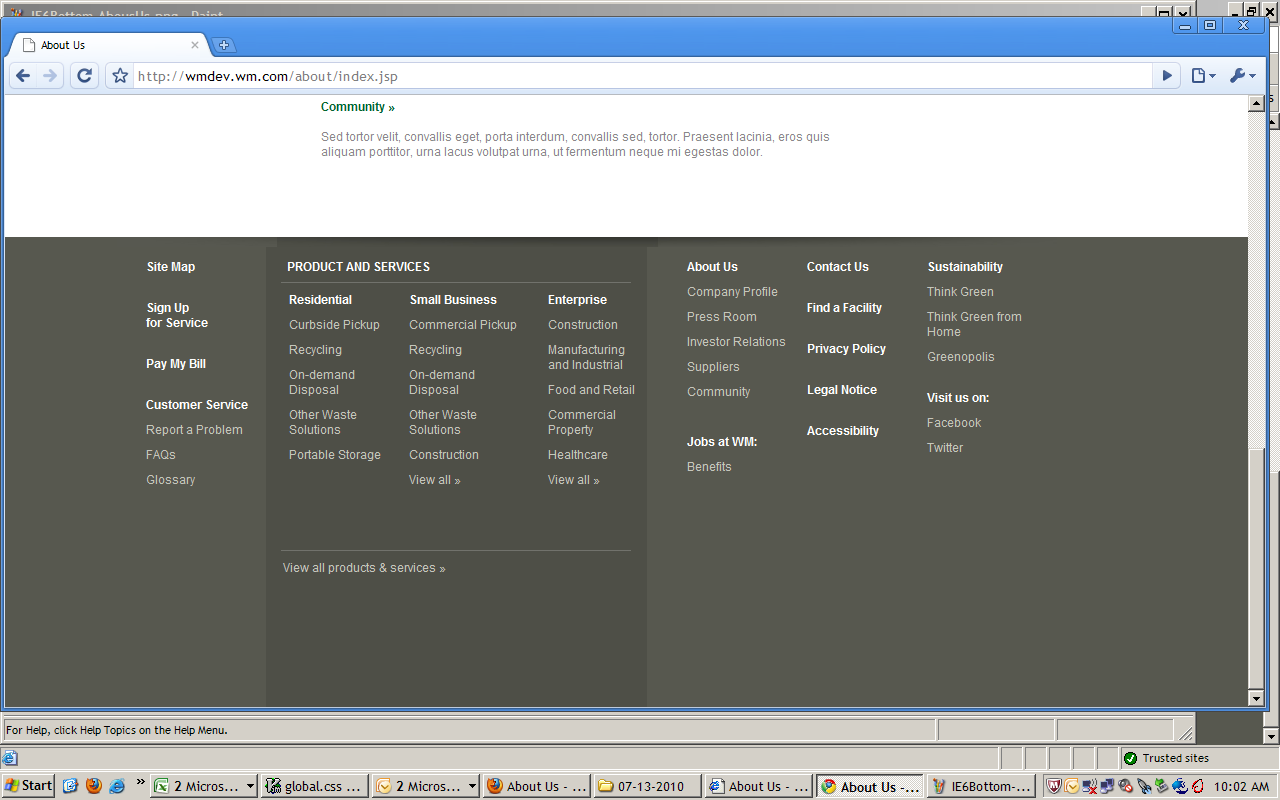 IE6Bottom-AboutsUs.png - Paint
About Us
http://wmdev.wm.com/about/index.jsp
Community »
Sed tortor velit, convallis eget, porta interdum, convallis sed, tortor. Praesent lacinia, eros quis
aliquam porttitor, urna lacus volutpat urna, ut fermentum neque mi egestas dolor.
Site Map
Sign Up
for Service
Pay My Bill
Customer Service
Report a Problem
FAQs
Glossary
PRODUCT AND SERVICES
Residential
Curbside Pickup
Recycling
On-demand
Disposal
Other Waste
Solutions
Portable Storage
Small Business
Commercial Pickup
Recycling
On-demand
Disposal
Other Waste
Solutions
Construction
View all »
Enterprise
Construction
Manufacturing
and Industrial
Food and Retail
Commercial
Property
Healthcare
View all »
View all products & services »
About Us
Company Profile
Press Room
Investor Relations
Suppliers
Community
Jobs at WM:
Benefits
Contact Us
Find a Facility
Privacy Policy
Legal Notice
Accessibility
Sustainability
Think Green
Think Green from
Home
Greenopolis
Visit us on:
Facebook
Twitter
For Help, click Help Topics on the Help Menu.
Trusted sites
Start
2 Micros...
global.css ...
2 Micros...
About Us - ...
07-13-2010
About Us - ...
About Us -...
IE6Bottom-...
10:02 AM